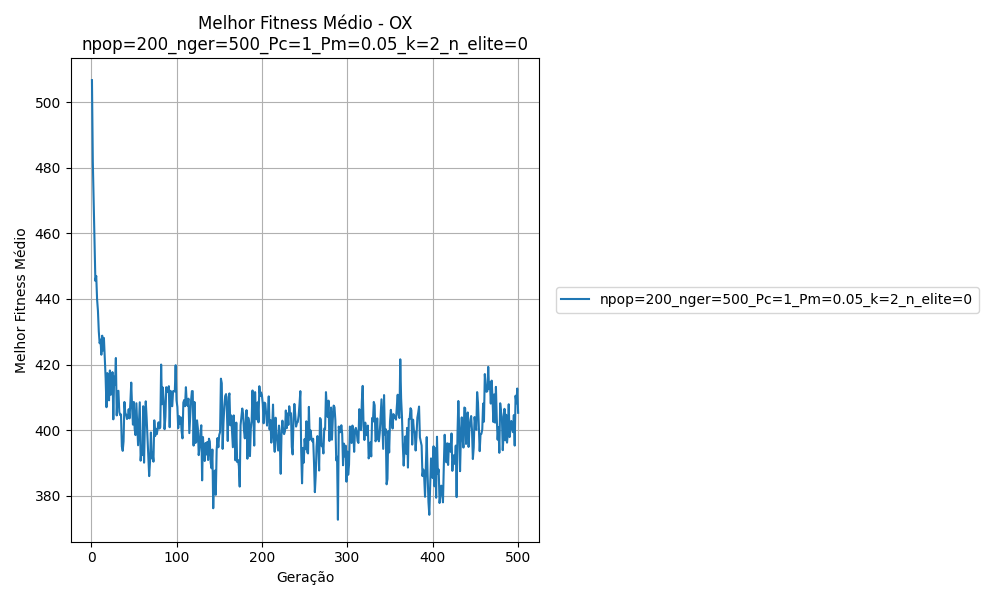 Melhor Fitness Médio - OX
npop=200_nger=500_Pc=1_Pm=0.05_k=2_n_elite=0
Melhor Fitness Médio
500
480
460
440
420
400
380
0 100 200 300 400 500
Geração
npop=200_nger=500_Pc=1_Pm=0.05_k=2_n_elite=0